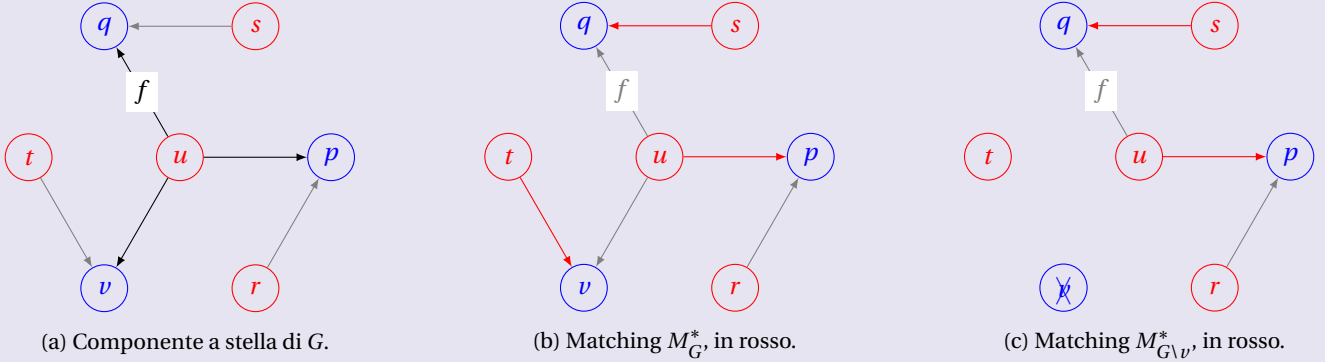 q s q s q s
f f f
t u p t u p t u p
v r v r v r
(a) Componente a stella di G. (b) Matching M*_G, in rosso. (c) Matching M*_{G\v}, in rosso.